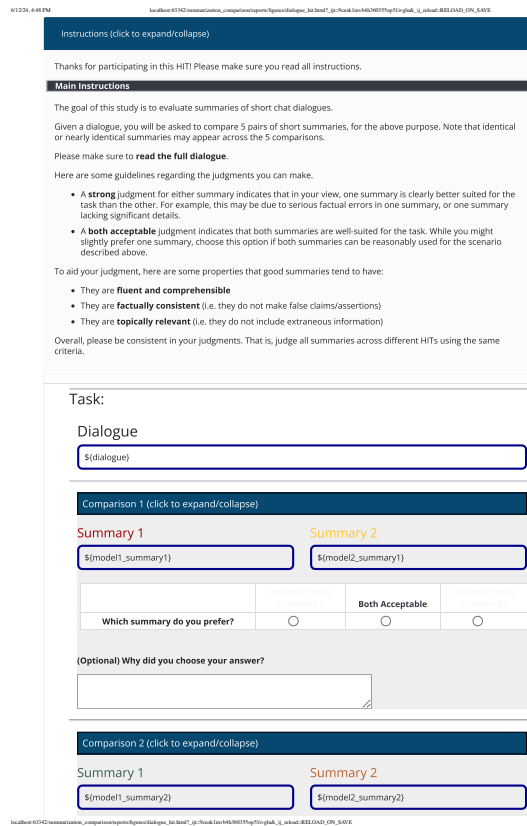 6/12/24, 4:48 PM
localhost:63342/summarization_comparison/reports/figures/dialogue_hit.html?_ijt=9cnsk1mvb4h360355op51ivgln&_ij_reload=RELOAD_ON_SAVE
Instructions (click to expand/collapse)
Thanks for participating in this HIT! Please make sure you read all instructions.
Main Instructions
The goal of this study is to evaluate summaries of short chat dialogues.
Given a dialogue, you will be asked to compare 5 pairs of short summaries, for the above purpose. Note that identical
or nearly identical summaries may appear across the 5 comparisons.
Please make sure to read the full dialogue.
Here are some guidelines regarding the judgments you can make.
• A strong judgment for either summary indicates that in your view, one summary is clearly better suited for the
task than the other. For example, this may be due to serious factual errors in one summary, or one summary
lacking significant details.
• A both acceptable judgment indicates that both summaries are well-suited for the task. While you might
slightly prefer one summary, choose this option if both summaries can be reasonably used for the scenario
described above.
To aid your judgment, here are some properties that good summaries tend to have:
• They are fluent and comprehensible
• They are factually consistent (i.e. they do not make false claims/assertions)
• They are topically relevant (i.e. they do not include extraneous information)
Overall, please be consistent in your judgments. That is, judge all summaries across different HITs using the same
criteria.
Task:
Dialogue
${dialogue}
Comparison 1 (click to expand/collapse)
Summary 1
Summary 2
${model1_summary1}
${model2_summary1}
Strongly Prefer
Summary 1
Both Acceptable
Strongly Prefer
Summary 2
Which summary do you prefer?
(Optional) Why did you choose your answer?
Comparison 2 (click to expand/collapse)
Summary 1
Summary 2
${model1_summary2}
${model2_summary2}
localhost:63342/summarization_comparison/reports/figures/dialogue_hit.html?_ijt=9cnsk1mvb4h360355op51ivgln&_ij_reload=RELOAD_ON_SAVE